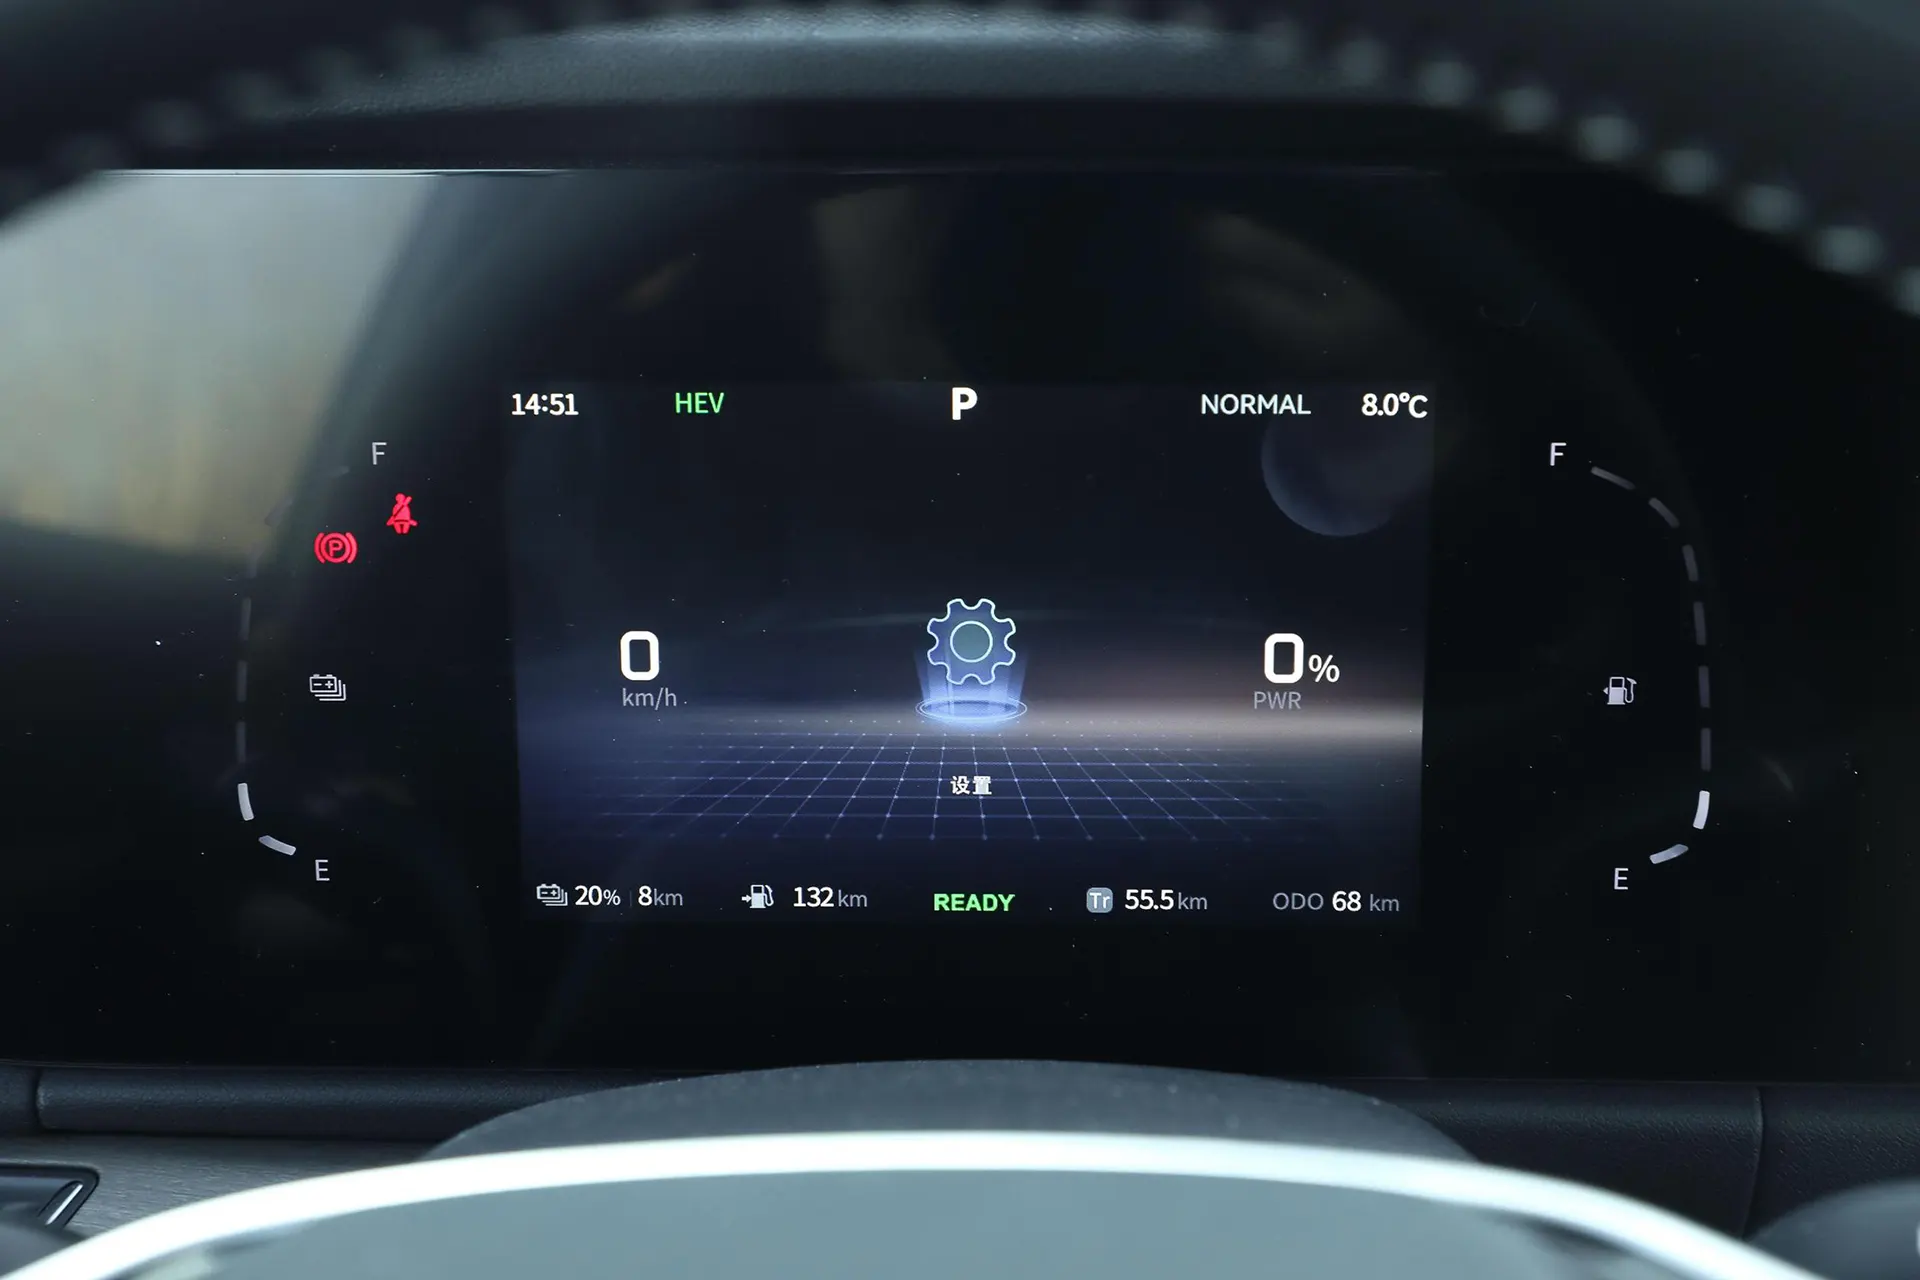 14:51 HEV P NORMAL 8.0℃
F F
P
0 0%
km/h PWR
设置
E E
20% 8km 132km READY Tr 55.5km ODO 68 km